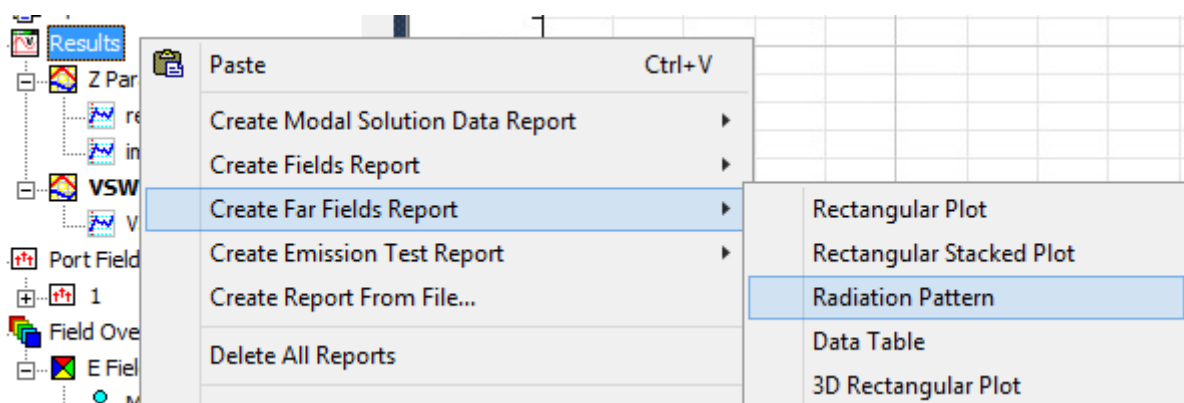 Results
Z Par
re
in
VSW
V
Port Field
1
Field Ove
E Fiel
M
Paste Ctrl+V
Create Modal Solution Data Report
Create Fields Report
Create Far Fields Report
Create Emission Test Report
Create Report From File...
Delete All Reports
Rectangular Plot
Rectangular Stacked Plot
Radiation Pattern
Data Table
3D Rectangular Plot